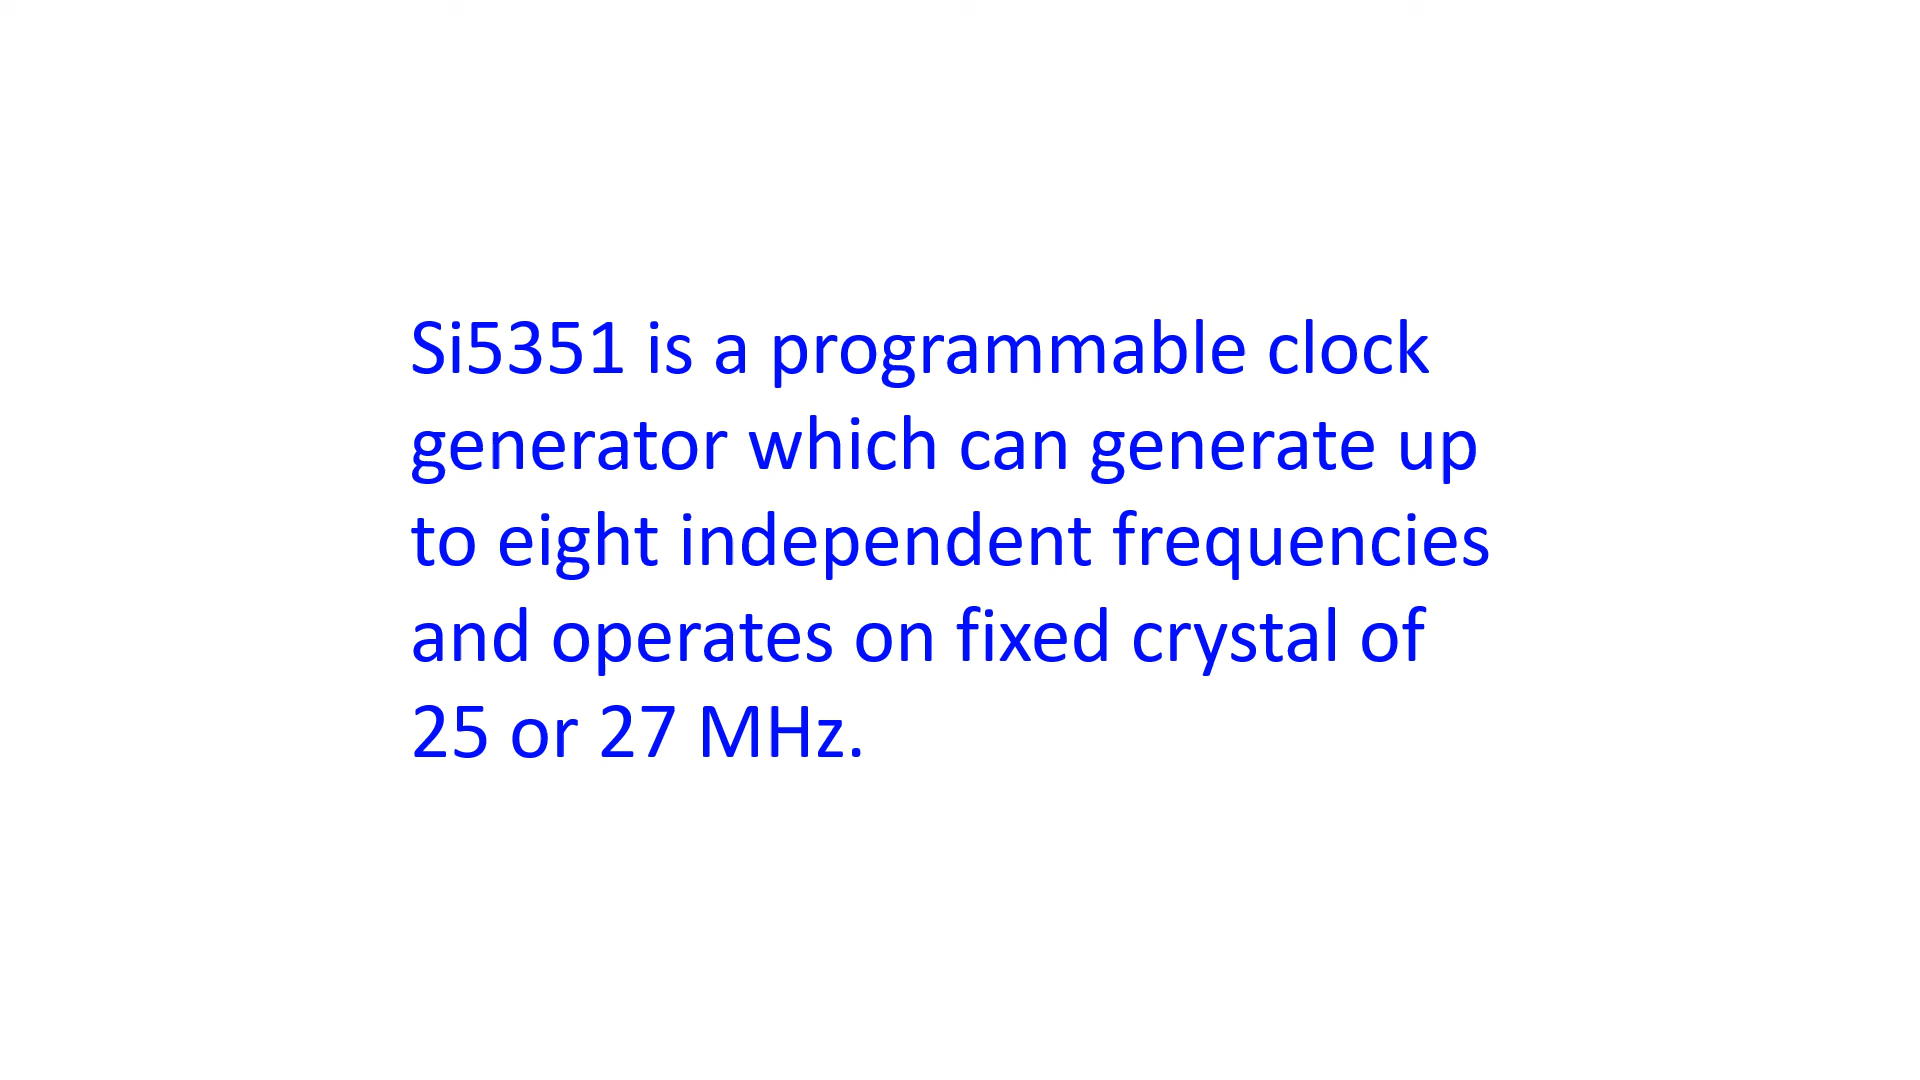 Si5351 is a programmable clock
generator which can generate up
to eight independent frequencies
and operates on fixed crystal of
25 or 27 MHz.